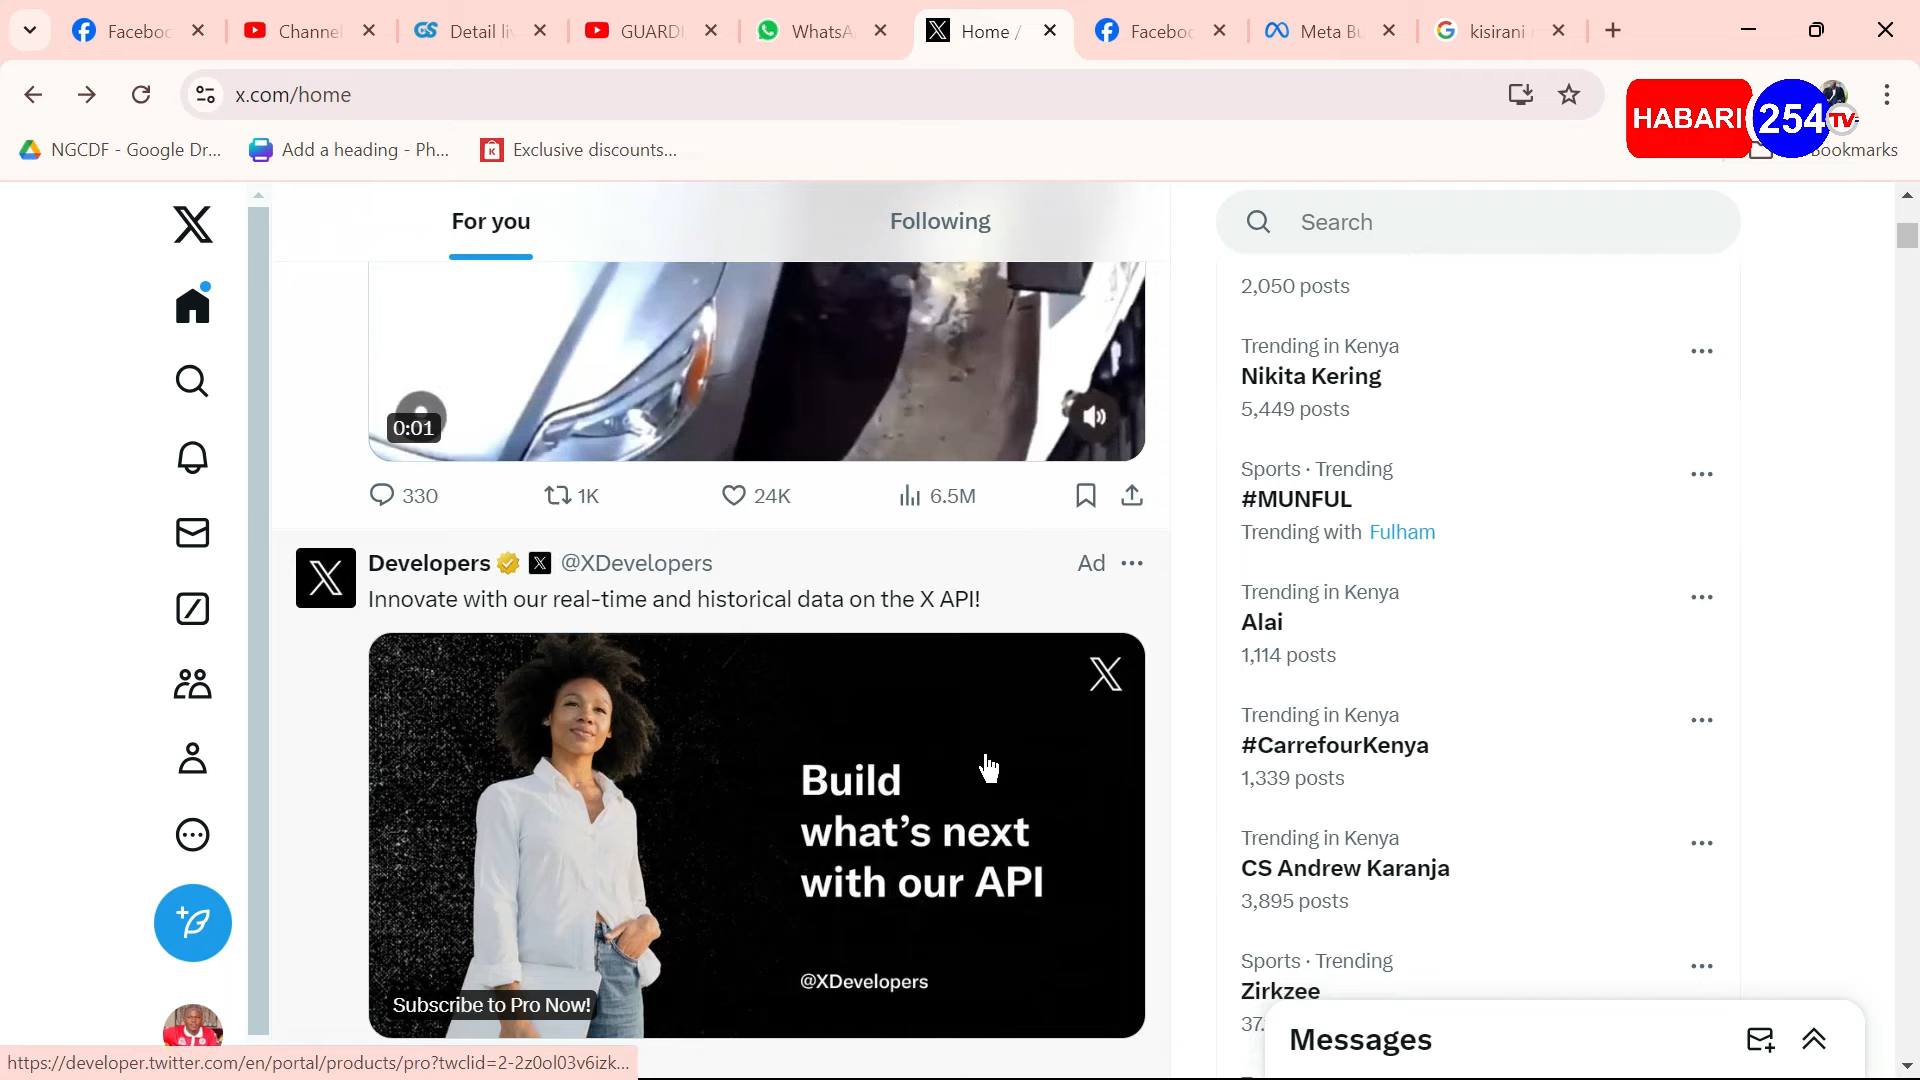 Faceboc
Channel
Detail li
GUARDI
WhatsA
Home /
Faceboc
Meta Bu
kisirani
x.com/home
HABARI 254 TV
NGCDF - Google Dr...
Add a heading - Ph...
Exclusive discounts...
Bookmarks
For you
Following
Search
0:01
330
1K
24K
6.5M
Developers @XDevelopers
Ad
Innovate with our real-time and historical data on the X API!
Build
what's next
with our API
@XDevelopers
Subscribe to Pro Now!
2,050 posts
Trending in Kenya
Nikita Kering
5,449 posts
Sports · Trending
#MUNFUL
Trending with Fulham
Trending in Kenya
Alai
1,114 posts
Trending in Kenya
#CarrefourKenya
1,339 posts
Trending in Kenya
CS Andrew Karanja
3,895 posts
Sports · Trending
Zirkzee
37.
Messages
https://developer.twitter.com/en/portal/products/pro?twclid=2-2z0ol03v6izk...